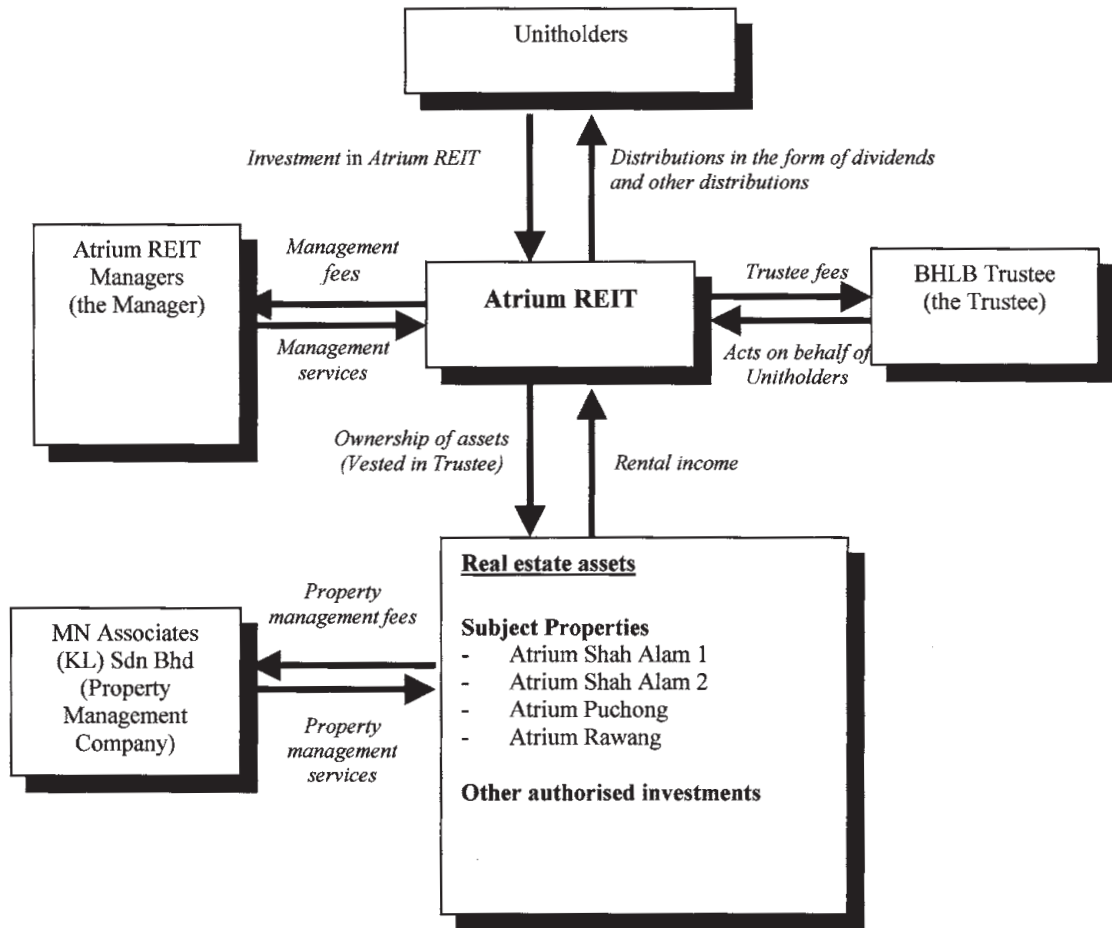 Unitholders
Investment in Atrium REIT
Distributions in the form of dividends
and other distributions
Atrium REIT
Managers
(the Manager)
Management
fees
Management
services
Atrium REIT
Trustee fees
Acts on behalf of
Unitholders
BHLB Trustee
(the Trustee)
Ownership of assets
(Vested in Trustee)
Rental income
MN Associates
(KL) Sdn Bhd
(Property
Management
Company)
Property
management fees
Property
management
services
Real estate assets
Subject Properties
- Atrium Shah Alam 1
- Atrium Shah Alam 2
- Atrium Puchong
- Atrium Rawang
Other authorised investments